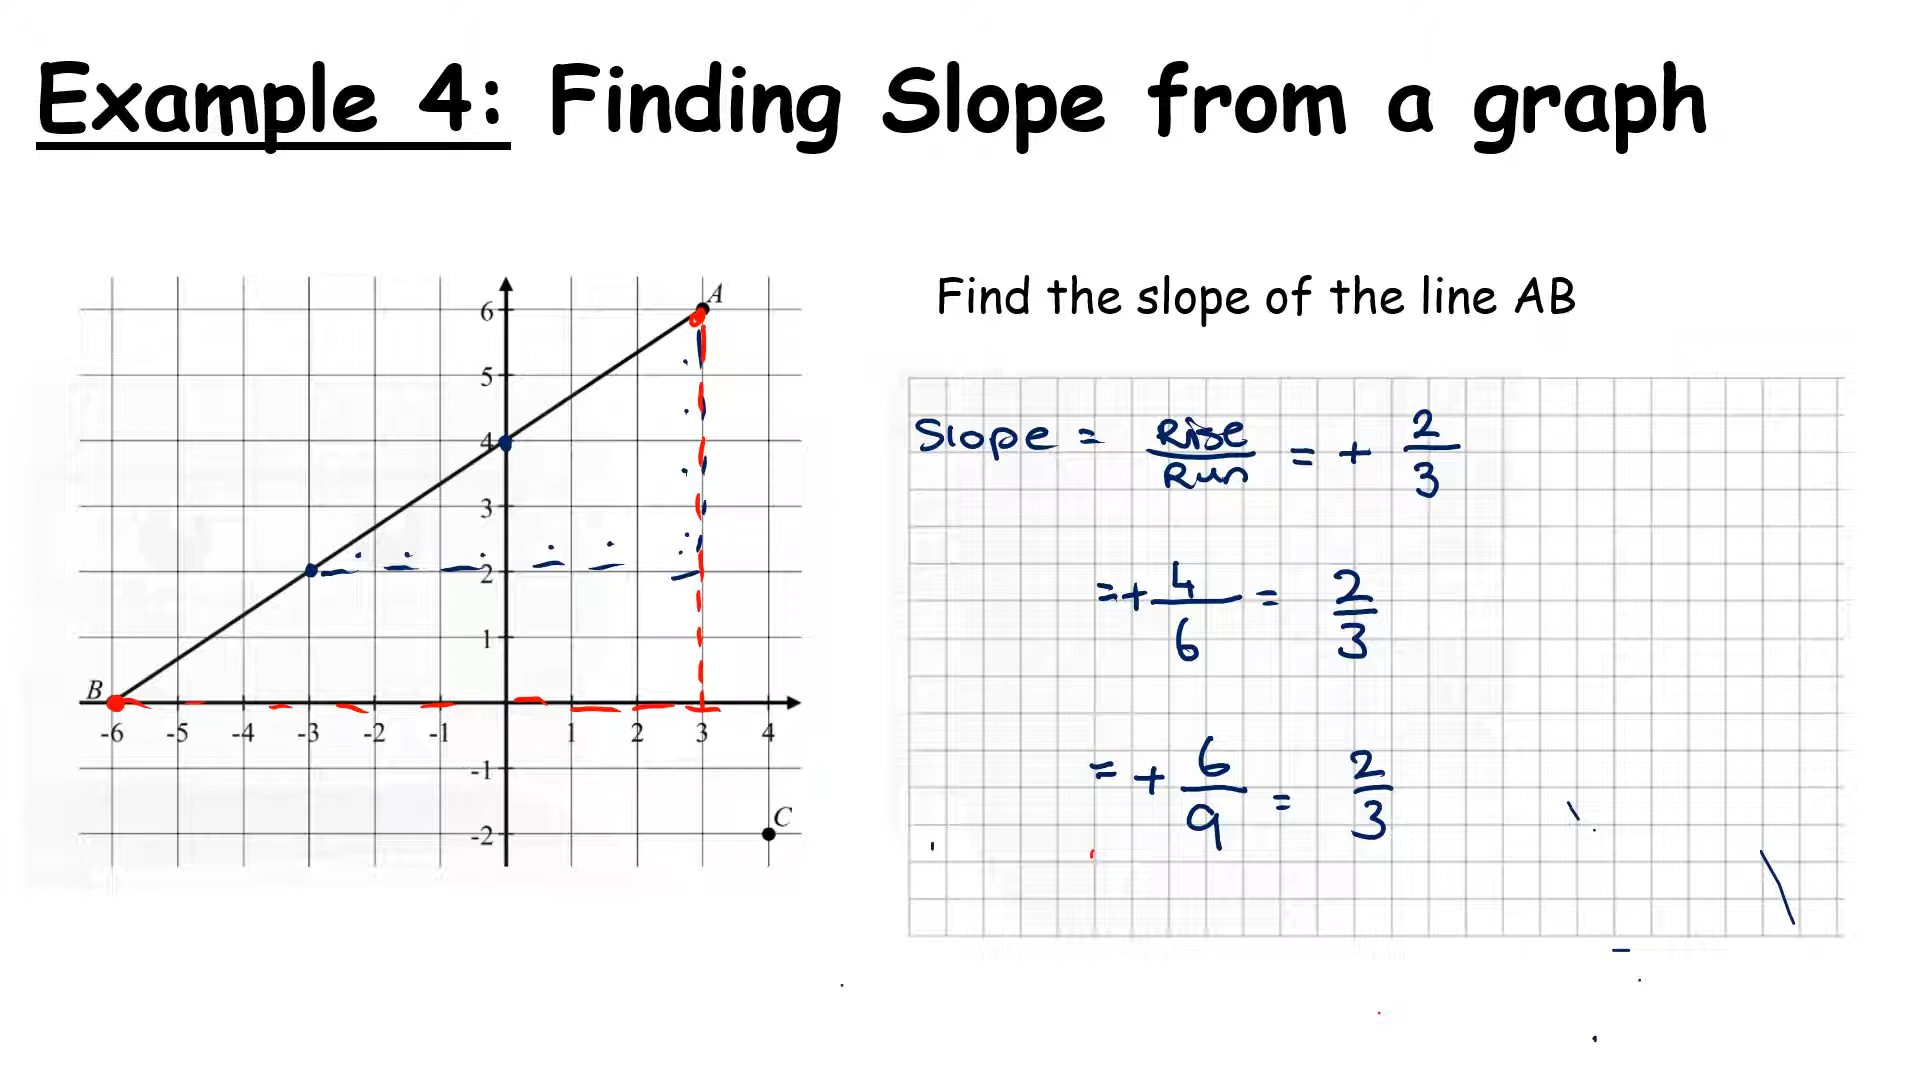 Example 4: Finding Slope from a graph
Find the slope of the line AB
A
6
5
4
3
2
1
B
-6 -5 -4 -3 -2 -1 1 2 3 4
-1
-2
C
Slope = Rise/Run = + 2/3
= + 4/6 = 2/3
= + 6/9 = 2/3